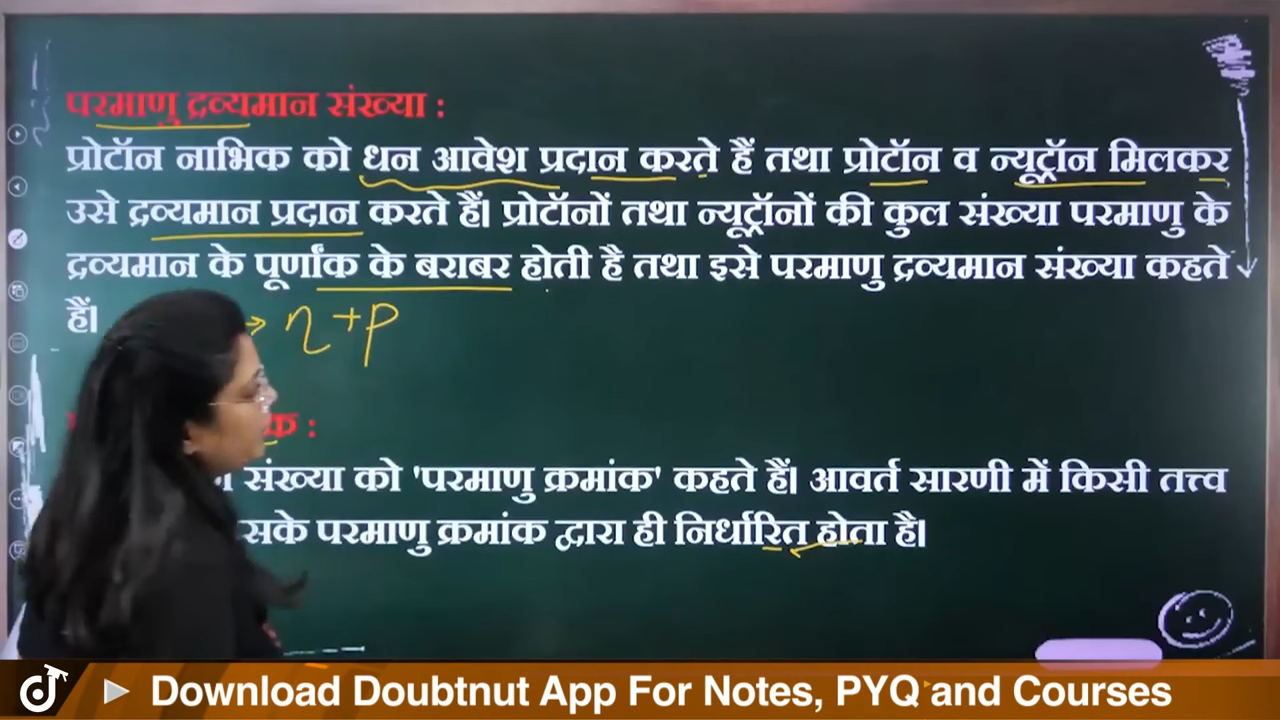 परमाणु द्रव्यमान संख्या :
प्रोटॉन नाभिक को धन आवेश प्रदान करते हैं तथा प्रोटॉन व न्यूट्रॉन मिलकर
उसे द्रव्यमान प्रदान करते हैं। प्रोटॉनों तथा न्यूट्रॉनों की कुल संख्या परमाणु के
द्रव्यमान के पूर्णांक के बराबर होती है तथा इसे परमाणु द्रव्यमान संख्या कहते
हैं।
→ n+p
संख्या को 'परमाणु क्रमांक' कहते हैं। आवर्त सारणी में किसी तत्त्व
परमाणु क्रमांक द्वारा ही निर्धारित होता है।
Download Doubtnut App For Notes, PYQ and Courses